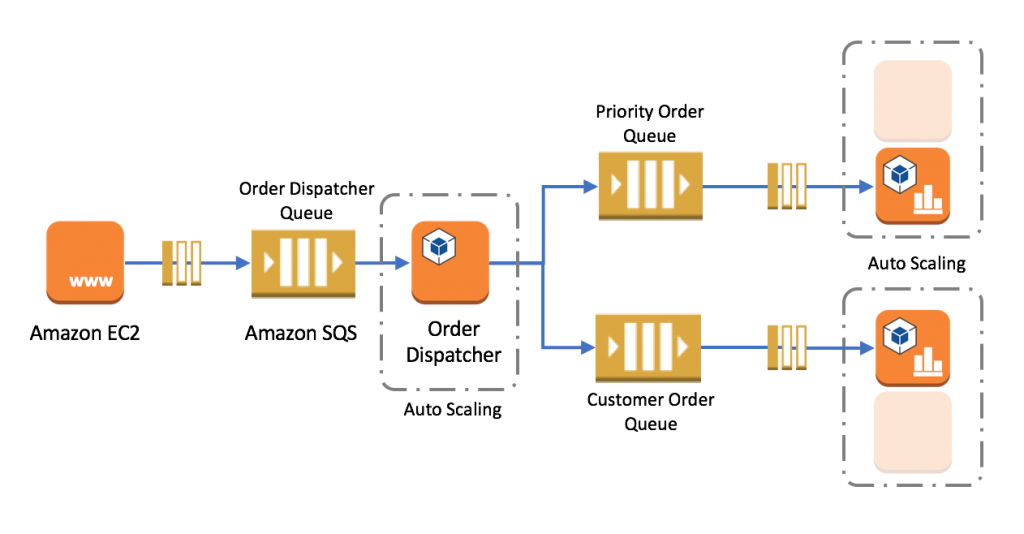 Priority Order
Queue
Order Dispatcher
Queue
www
Amazon EC2
Amazon SQS
Order
Dispatcher
Auto Scaling
Auto Scaling
Customer Order
Queue